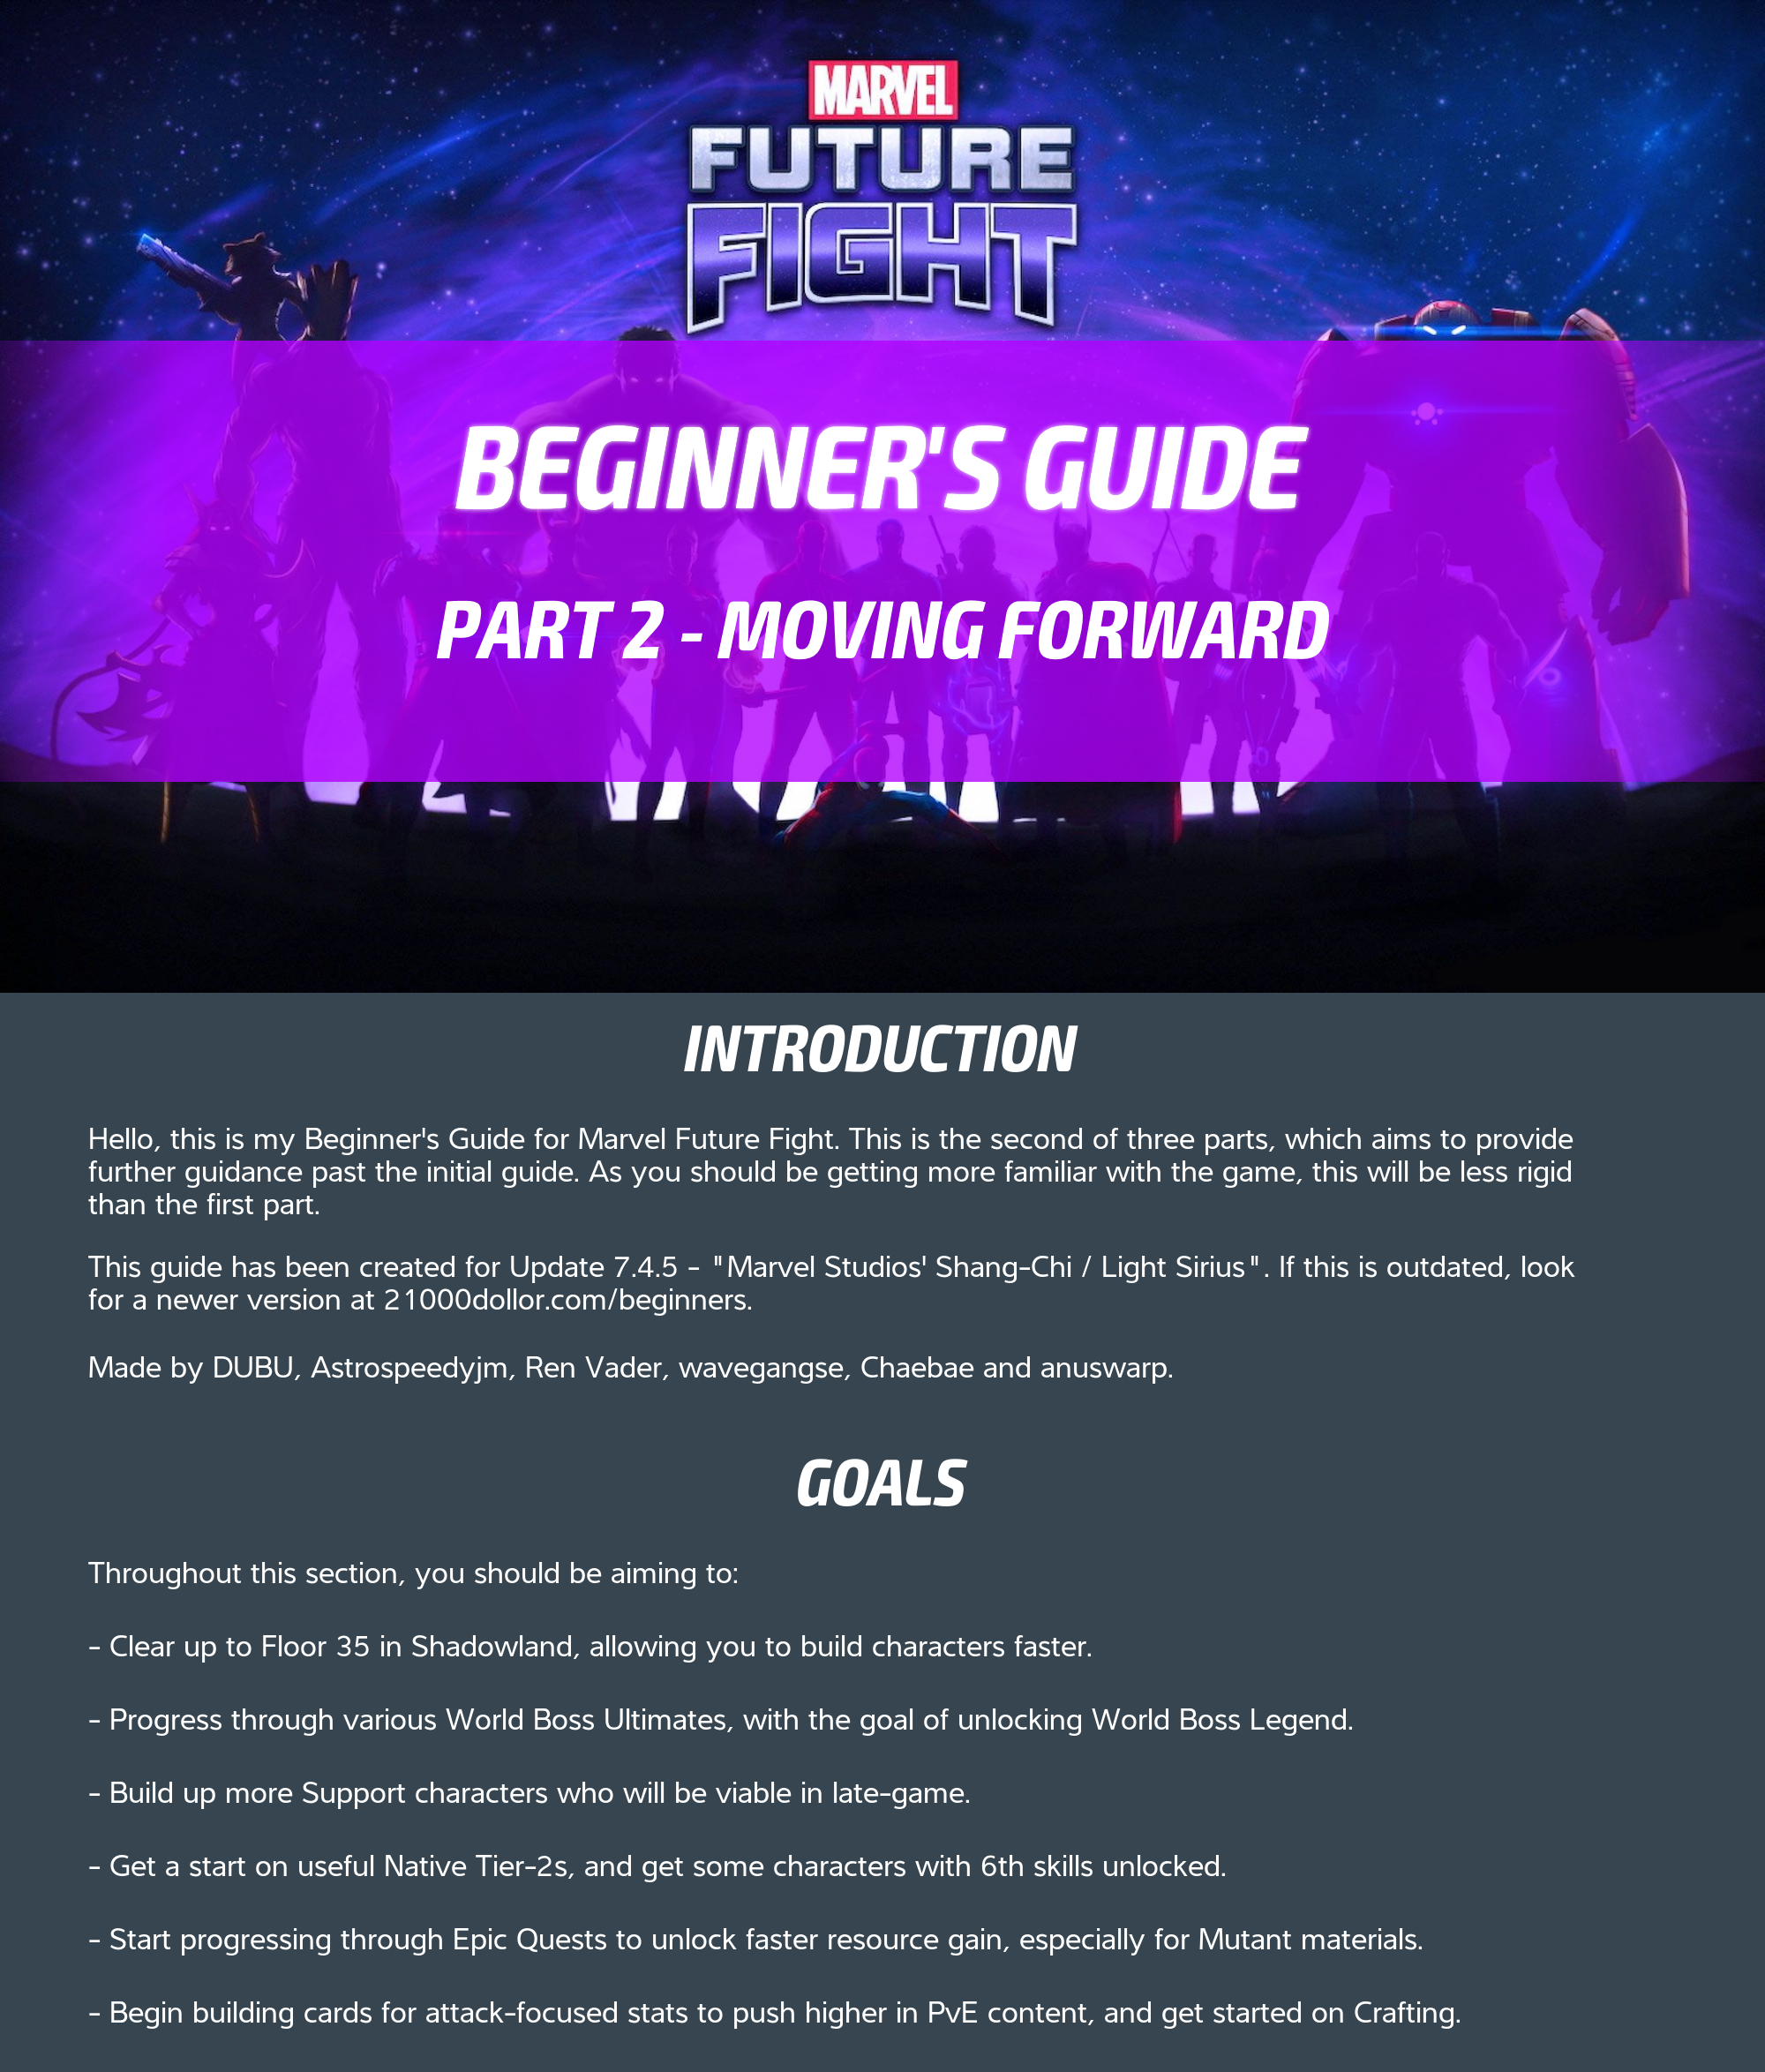 MARVEL
FUTURE
FIGHT
BEGINNER'S GUIDE
PART 2 - MOVING FORWARD
INTRODUCTION
Hello, this is my Beginner's Guide for Marvel Future Fight. This is the second of three parts, which aims to provide
further guidance past the initial guide. As you should be getting more familiar with the game, this will be less rigid
than the first part.
This guide has been created for Update 7.4.5 - "Marvel Studios' Shang-Chi / Light Sirius". If this is outdated, look
for a newer version at 21000dollor.com/beginners.
Made by DUBU, Astrospeedyjm, Ren Vader, wavegangse, Chaebae and anuswarp.
GOALS
Throughout this section, you should be aiming to:
- Clear up to Floor 35 in Shadowland, allowing you to build characters faster.
- Progress through various World Boss Ultimates, with the goal of unlocking World Boss Legend.
- Build up more Support characters who will be viable in late-game.
- Get a start on useful Native Tier-2s, and get some characters with 6th skills unlocked.
- Start progressing through Epic Quests to unlock faster resource gain, especially for Mutant materials.
- Begin building cards for attack-focused stats to push higher in PvE content, and get started on Crafting.